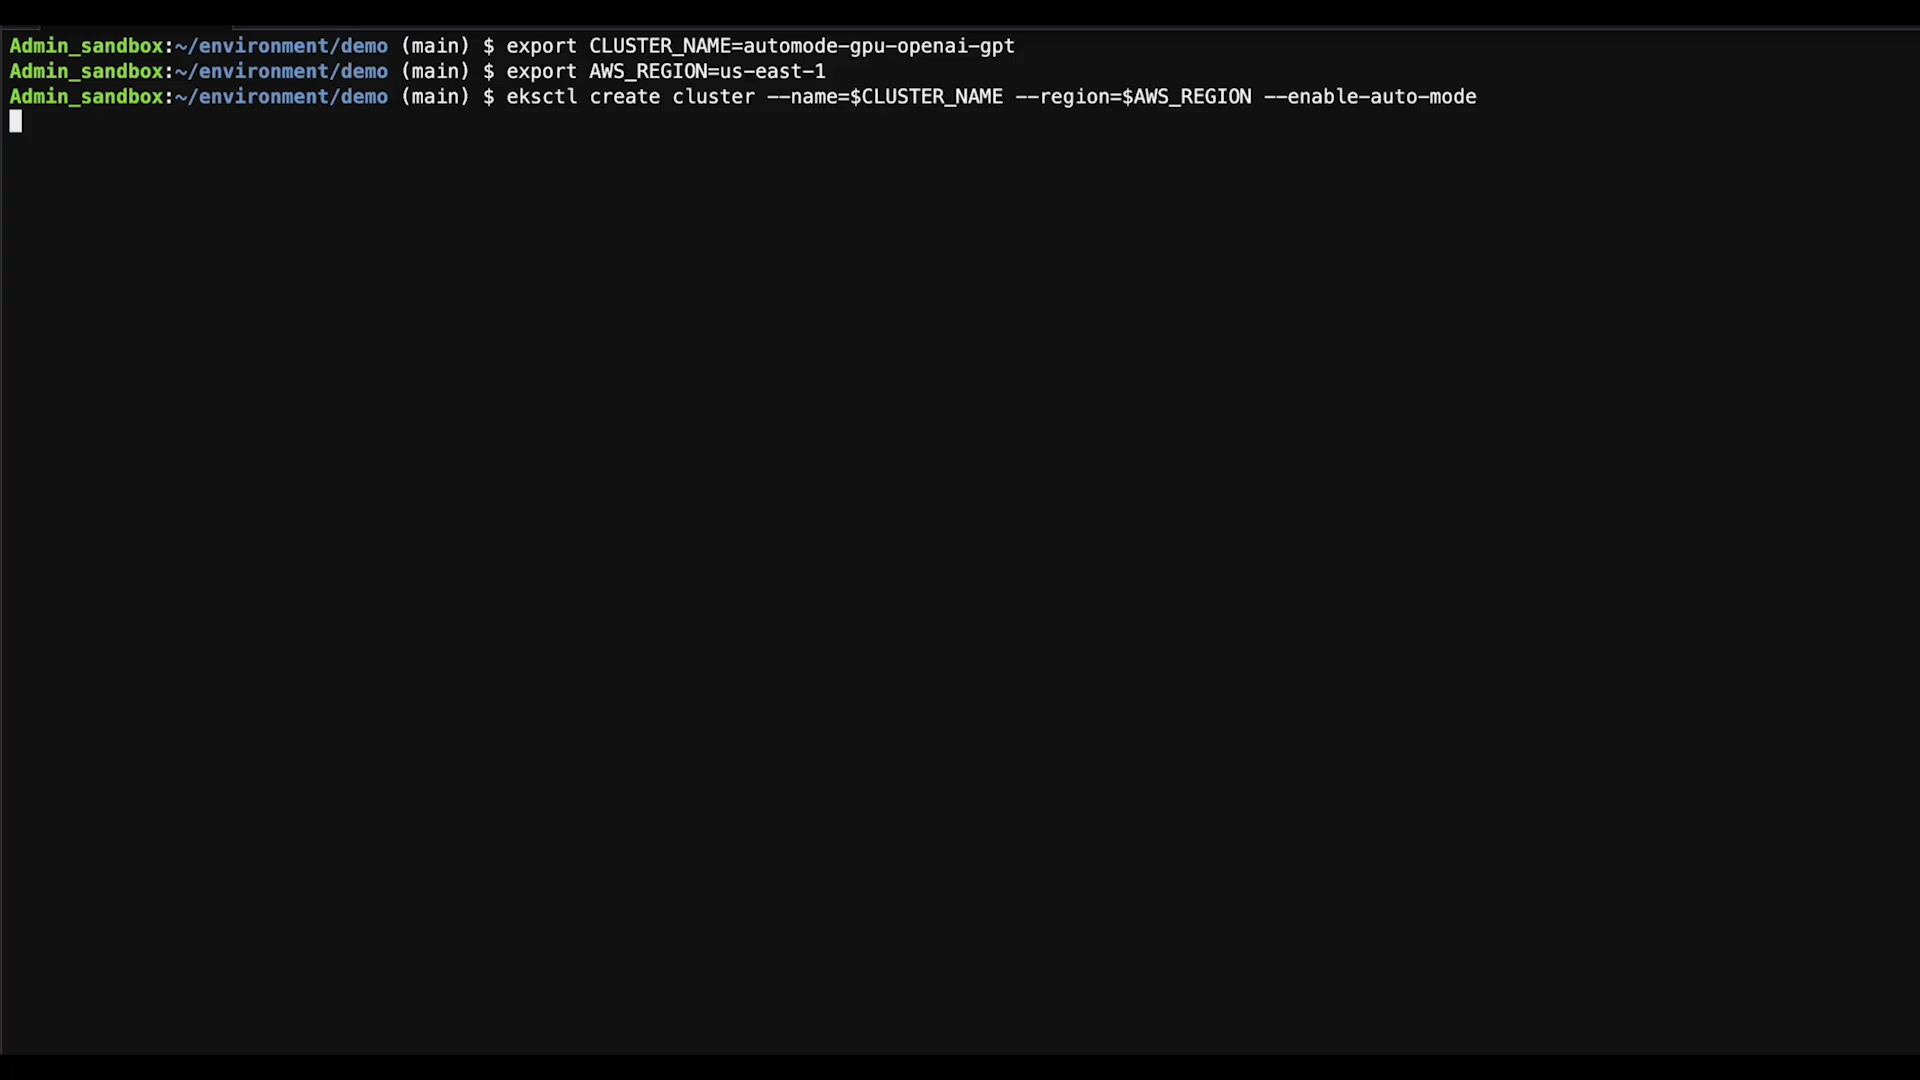 Admin_sandbox:~/environment/demo (main) $ export CLUSTER_NAME=automode-gpu-openai-gpt
Admin_sandbox:~/environment/demo (main) $ export AWS_REGION=us-east-1
Admin_sandbox:~/environment/demo (main) $ eksctl create cluster --name=$CLUSTER_NAME --region=$AWS_REGION --enable-auto-mode